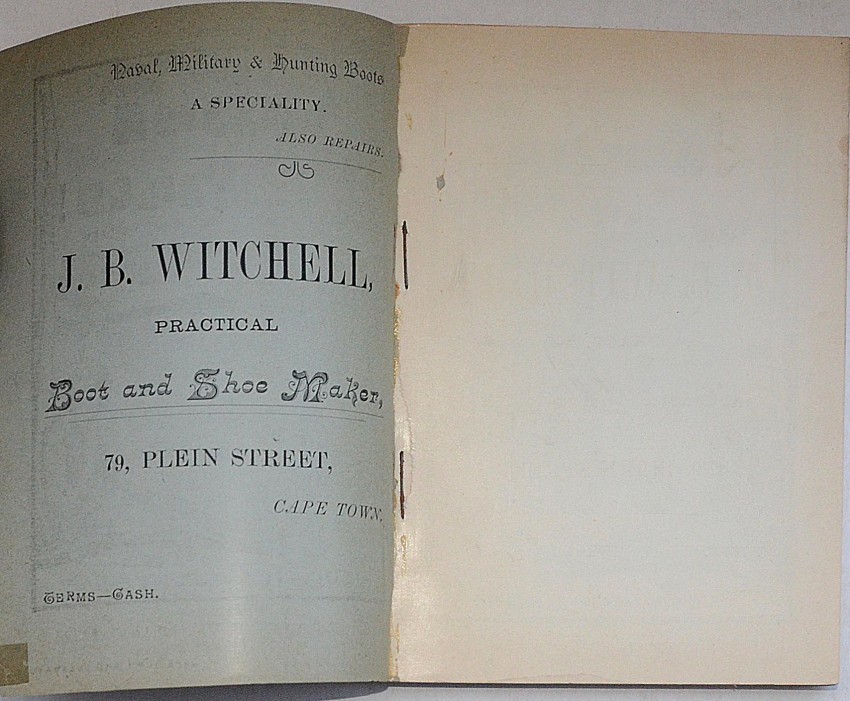 Naval, Military & Hunting Boots
A SPECIALITY.
ALSO REPAIRS.
J. B. WITCHELL,
PRACTICAL
Boot and Shoe Maker,
79, PLEIN STREET,
CAPE TOWN.
TERMS—CASH.